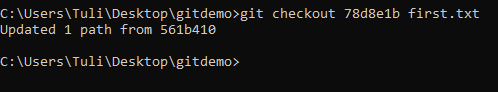 C:\Users\Tuli\Desktop\gitdemo>git checkout 78d8e1b first.txt
Updated 1 path from 561b410
C:\Users\Tuli\Desktop\gitdemo>